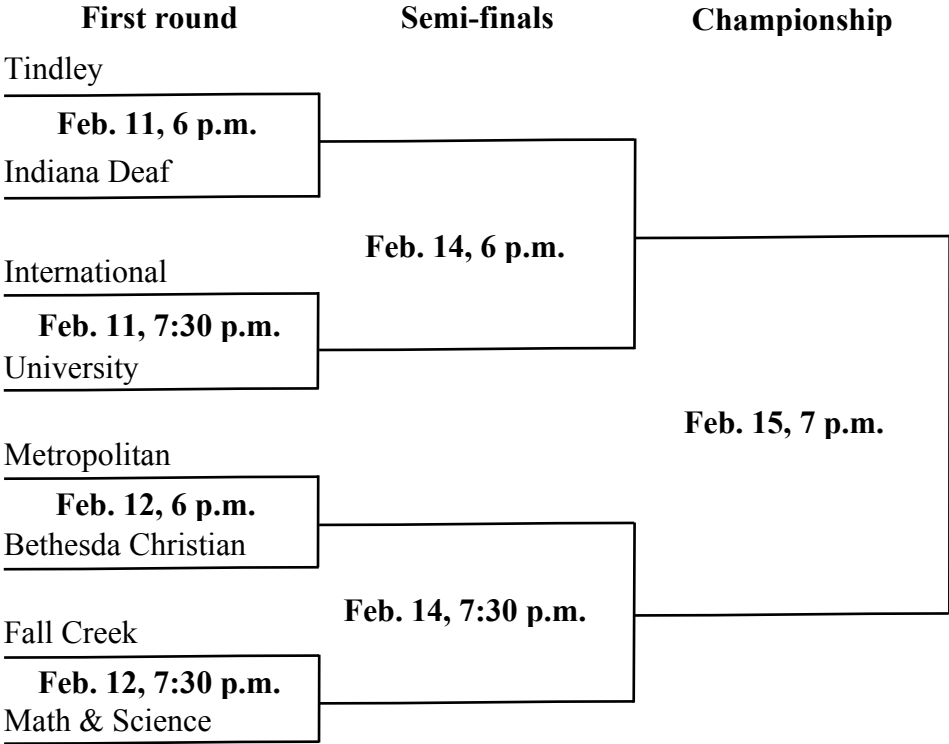 First round Semi-finals Championship
Tindley
Feb. 11, 6 p.m.
Indiana Deaf
Feb. 14, 6 p.m.
International
Feb. 11, 7:30 p.m.
University
Feb. 15, 7 p.m.
Metropolitan
Feb. 12, 6 p.m.
Bethesda Christian
Feb. 14, 7:30 p.m.
Fall Creek
Feb. 12, 7:30 p.m.
Math & Science